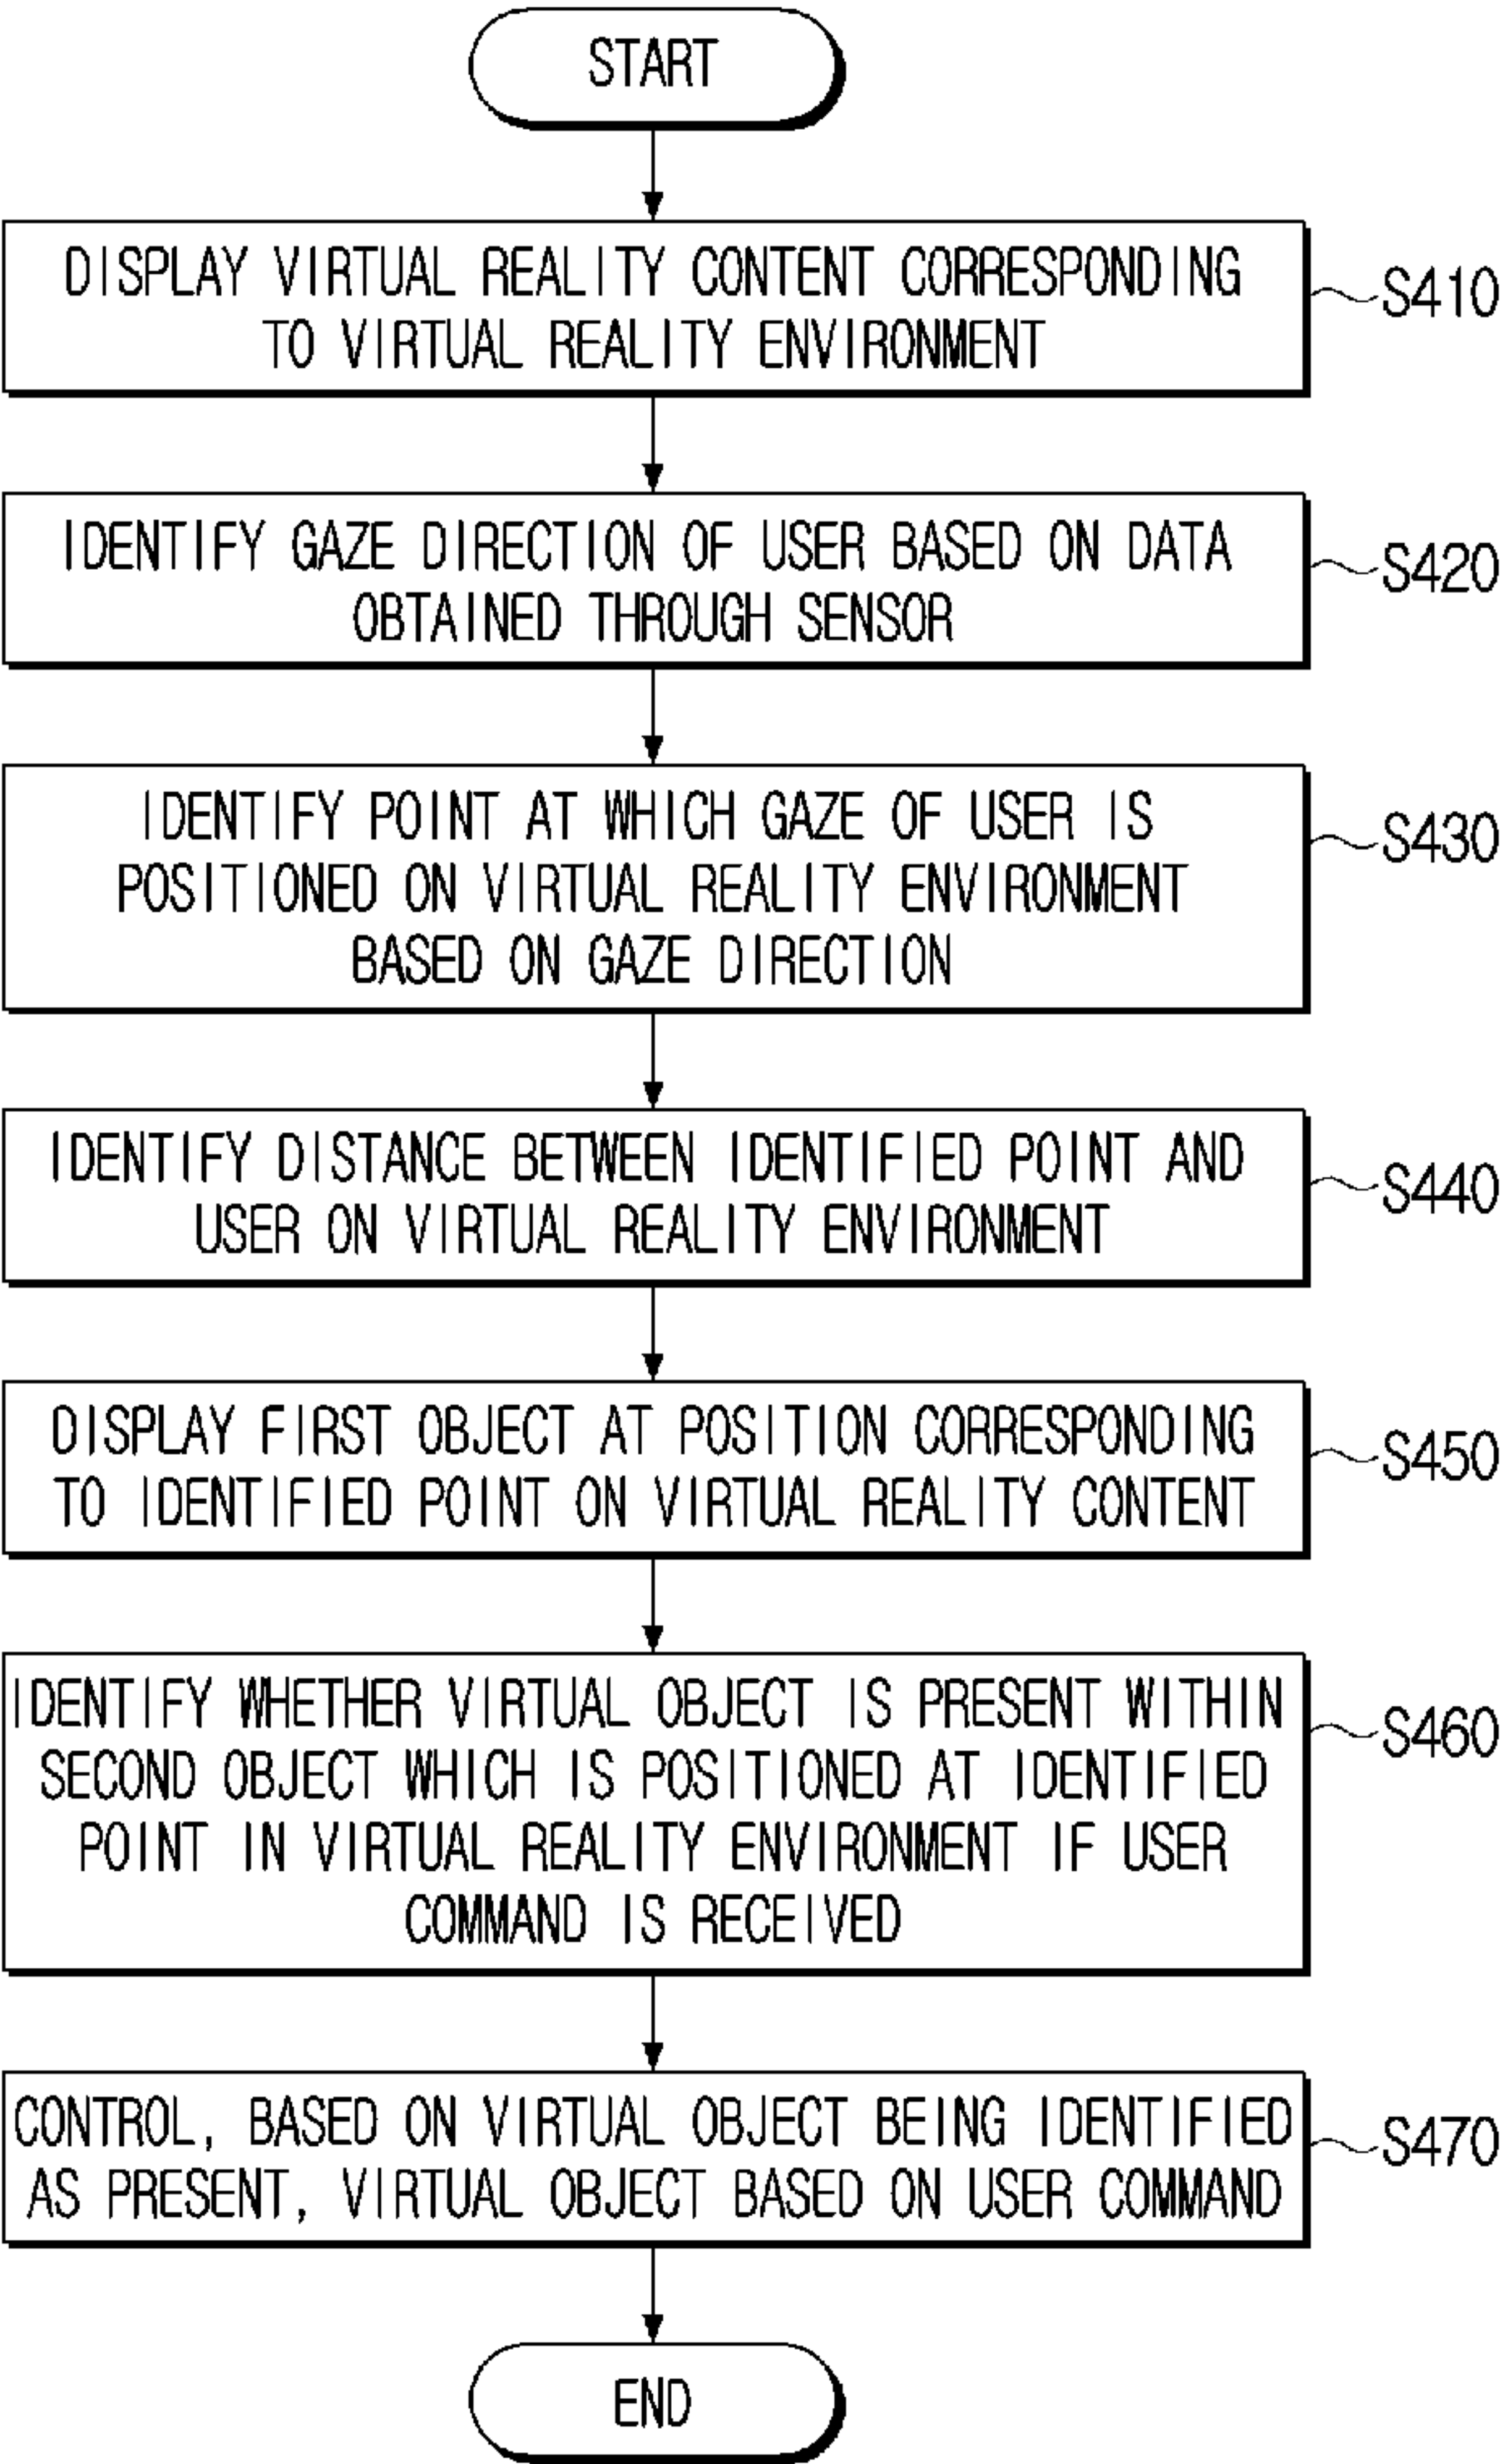 START
DISPLAY VIRTUAL REALITY CONTENT CORRESPONDING
TO VIRTUAL REALITY ENVIRONMENT
S410
IDENTIFY GAZE DIRECTION OF USER BASED ON DATA
OBTAINED THROUGH SENSOR
S420
IDENTIFY POINT AT WHICH GAZE OF USER IS
POSITIONED ON VIRTUAL REALITY ENVIRONMENT
BASED ON GAZE DIRECTION
S430
IDENTIFY DISTANCE BETWEEN IDENTIFIED POINT AND
USER ON VIRTUAL REALITY ENVIRONMENT
S440
DISPLAY FIRST OBJECT AT POSITION CORRESPONDING
TO IDENTIFIED POINT ON VIRTUAL REALITY CONTENT
S450
IDENTIFY WHETHER VIRTUAL OBJECT IS PRESENT WITHIN
SECOND OBJECT WHICH IS POSITIONED AT IDENTIFIED
POINT IN VIRTUAL REALITY ENVIRONMENT IF USER
COMMAND IS RECEIVED
S460
CONTROL, BASED ON VIRTUAL OBJECT BEING IDENTIFIED
AS PRESENT, VIRTUAL OBJECT BASED ON USER COMMAND
S470
END